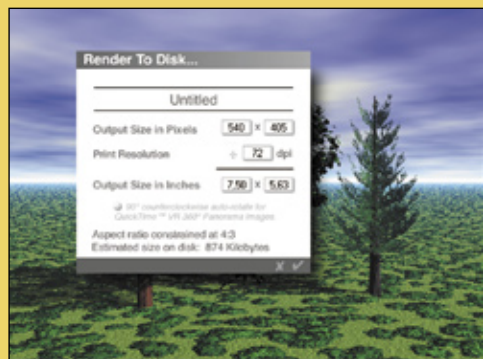 Render To Disk...
Untitled
Output Size in Pixels 540 x 405
Print Resolution ÷ 72 dpi
Output Size in Inches 7.50 x 5.63
90° counterclockwise auto-rotate for
QuickTime™ VR 360° Panorama images.
Aspect ratio constrained at 4:3
Estimated size on disk: 874 Kilobytes